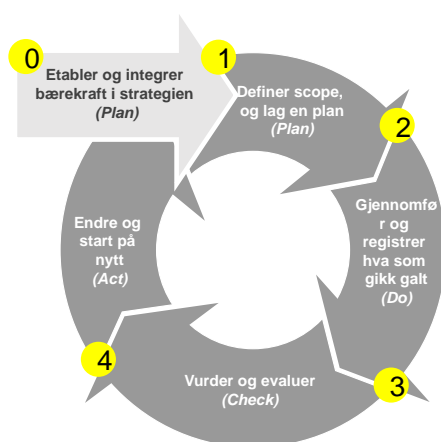 0
Etabler og integrer
bærekraft i strategien
(Plan)
1
Definer scope,
og lag en plan
(Plan)
2
Gjennomfø
r og
registrer
hva som
gikk galt
(Do)
3
Vurder og evaluer
(Check)
4
Endre og
start på
nytt
(Act)